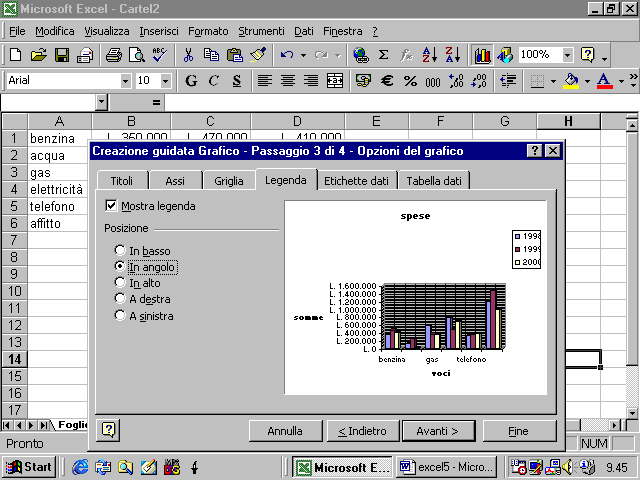 Microsoft Excel - Cartel2
File Modifica Visualizza Inserisci Formato Strumenti Dati Finestra ?
100%
Arial 10 G C S € % 000
=
A B C D E F G H
1 benzina L. 360.000 L. 470.000 L. 410.000
2 acqua
3 gas
4 elettricità
5 telefono
6 affitto
7
8
9
10
11
12
13
14
15
16
17
Creazione guidata Grafico - Passaggio 3 di 4 - Opzioni del grafico
Titoli Assi Griglia Legenda Etichette dati Tabella dati
Mostra legenda
Posizione
In basso
In angolo
In alto
A destra
A sinistra
spese
1998
1999
2000
L. 1.600.000
L. 1.400.000
L. 1.200.000
L. 1.000.000
L. 800.000
L. 600.000
L. 400.000
L. 200.000
L. 0
somme
benzina gas telefono
voci
Annulla < Indietro Avanti > Fine
Foglio
Pronto NUM
Start Microsoft E... excel5 - Micro... 9.45